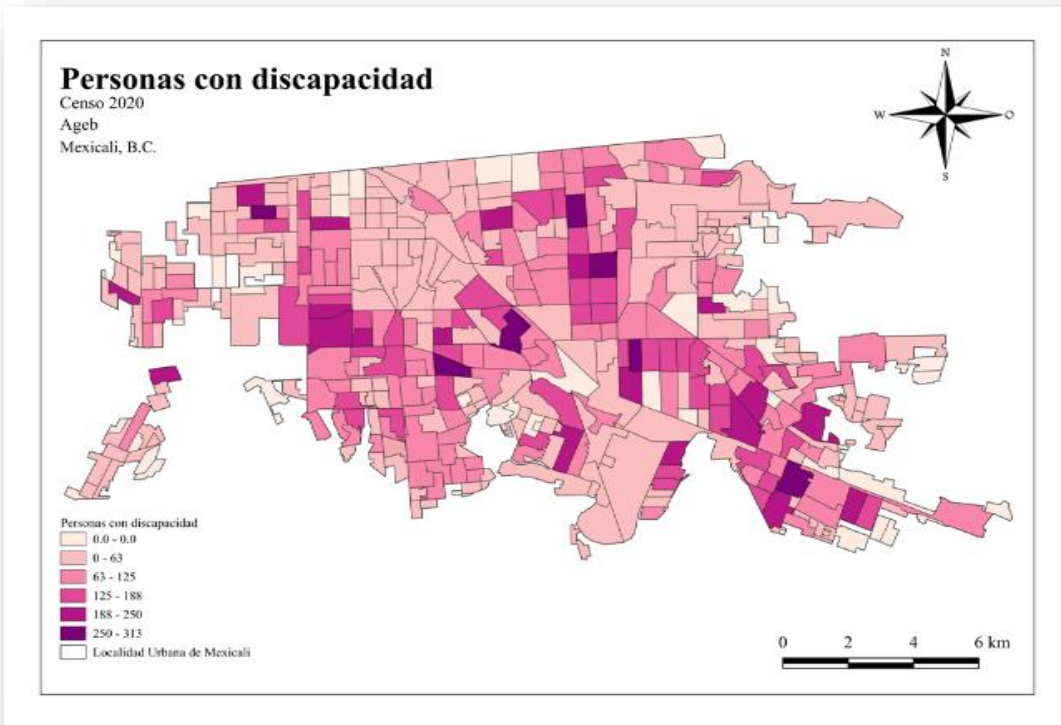 Personas con discapacidad
Censo 2020
Ageb
Mexicali, B.C.
N
W
O
S
Personas con discapacidad
0.0 - 0.0
0 - 63
63 - 125
125 - 188
188 - 250
250 - 313
Localidad Urbana de Mexicali
0 2 4 6 km